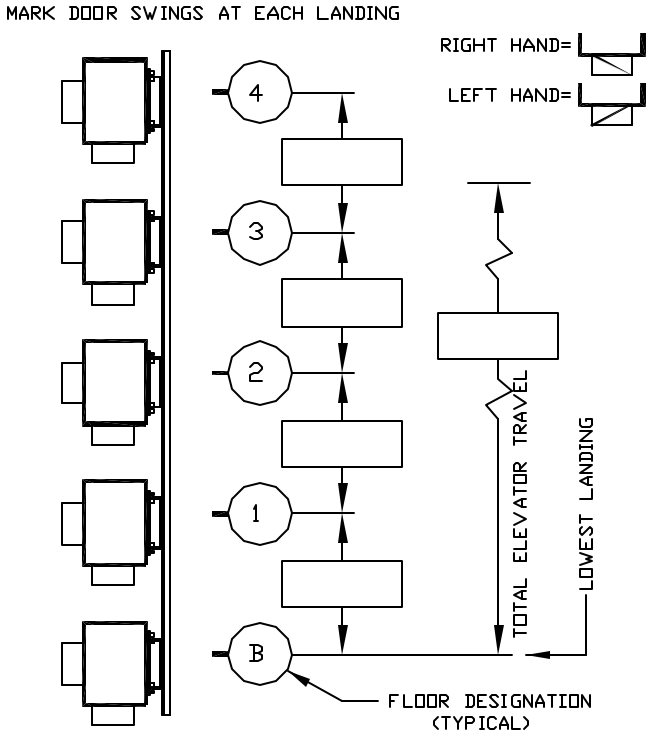 MARK DOOR SWINGS AT EACH LANDING
RIGHT HAND=
LEFT HAND=
4
3
2
1
B
TOTAL ELEVATOR TRAVEL
LOWEST LANDING
FLOOR DESIGNATION
(TYPICAL)